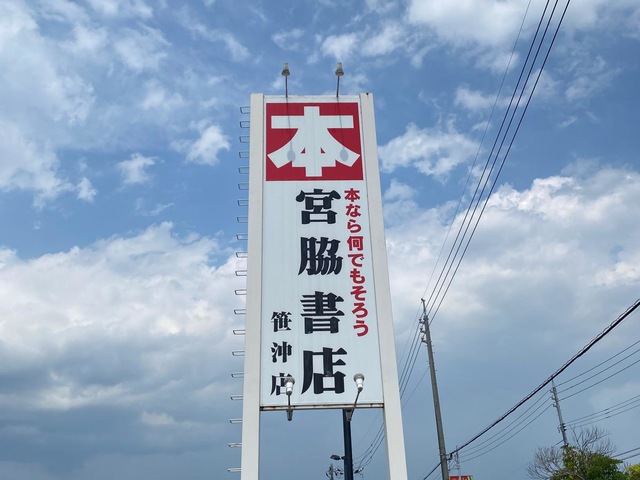 本
本なら何でもそろう
宮脇書店
笹沖店